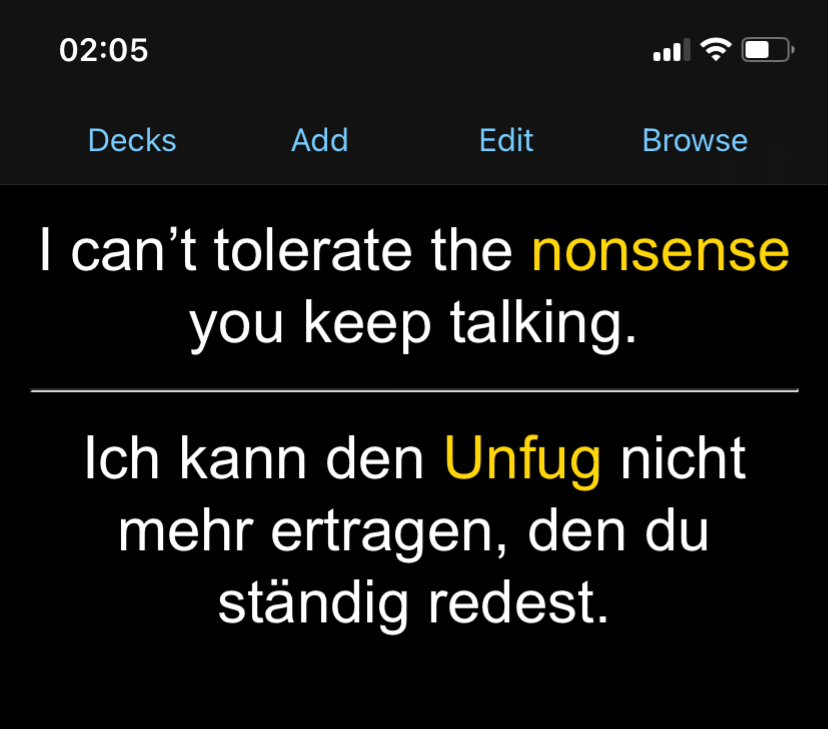 02:05
Decks Add Edit Browse
I can’t tolerate the nonsense
you keep talking.
Ich kann den Unfug nicht
mehr ertragen, den du
ständig redest.